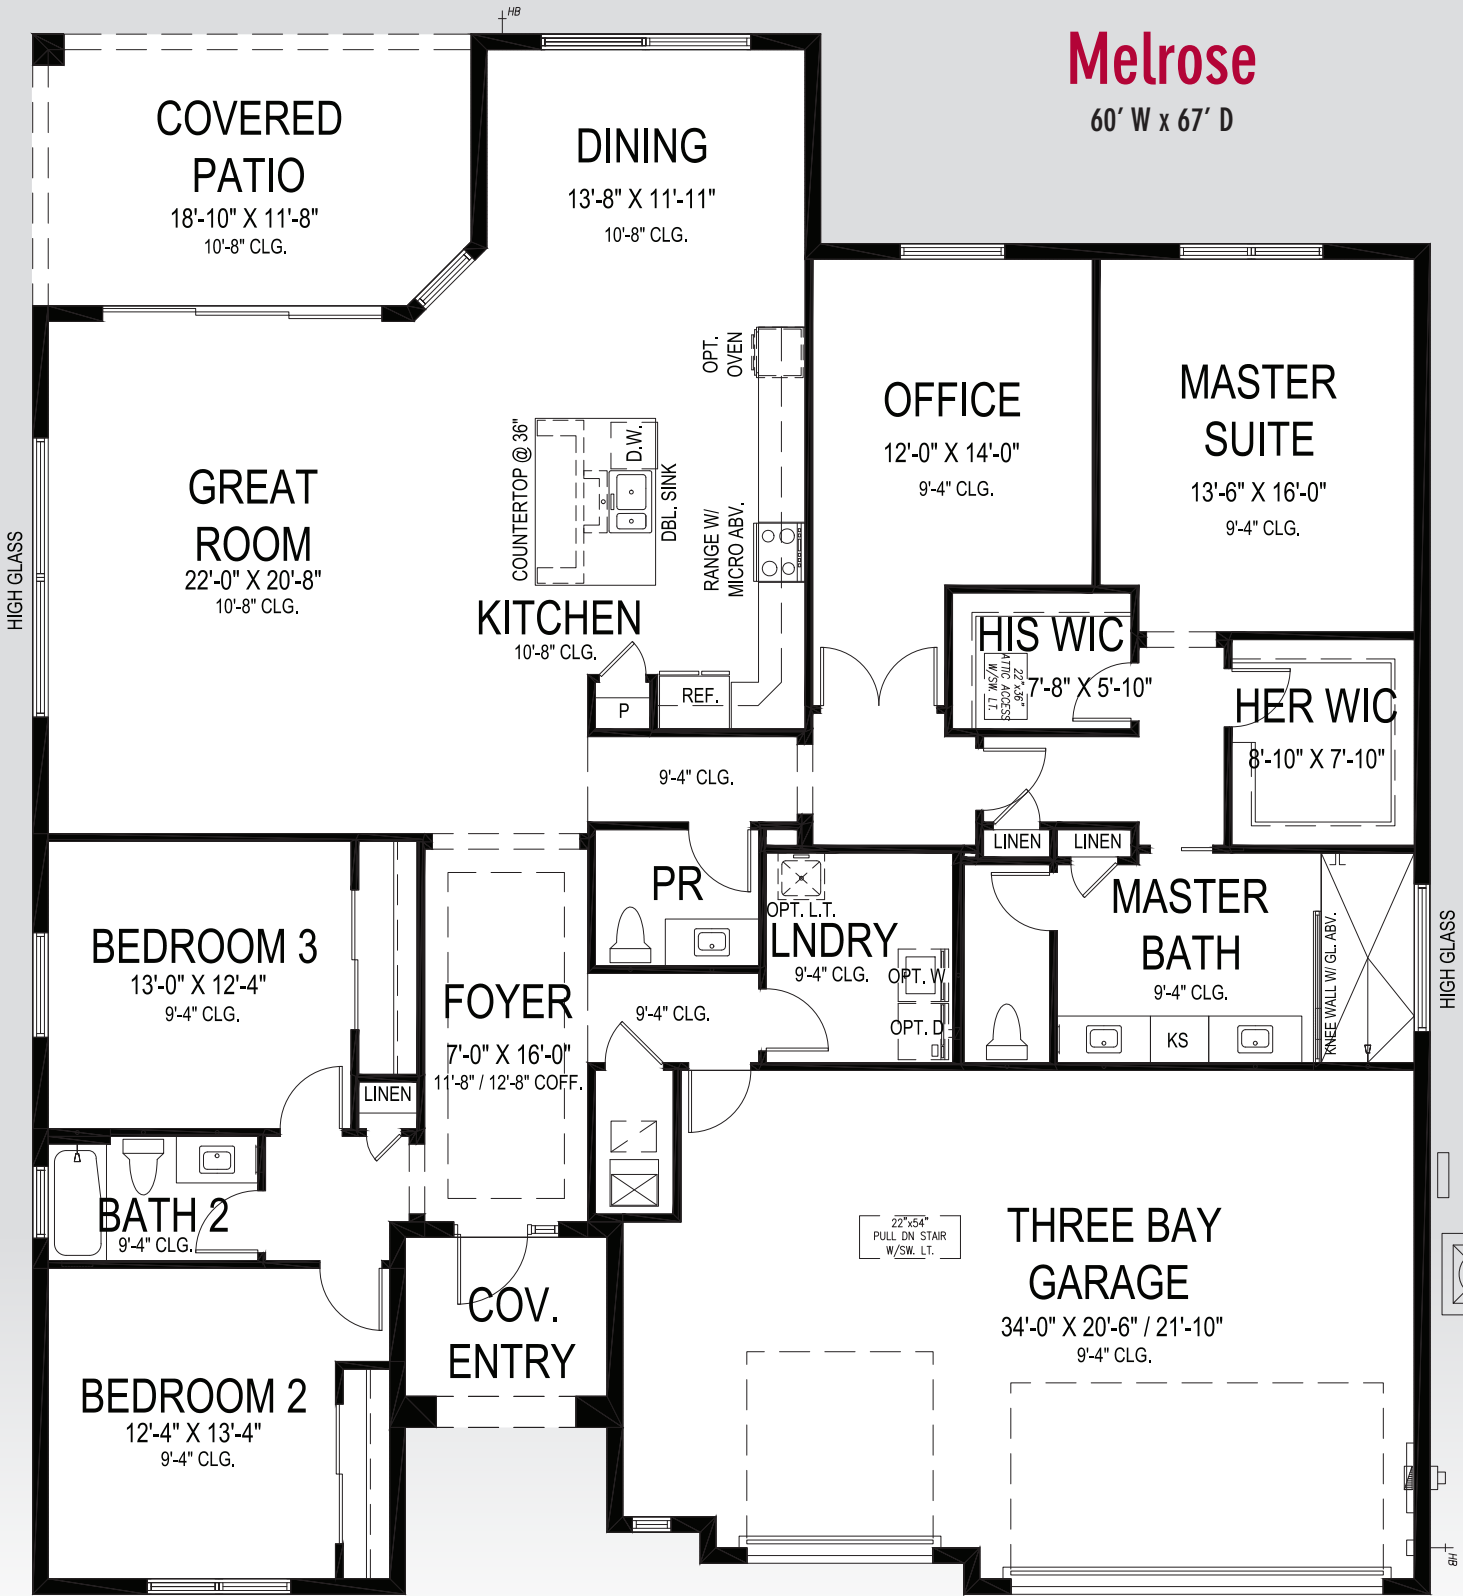 HB
Melrose
60' W x 67' D
COVERED
PATIO
18'-10" X 11'-8"
10'-8" CLG.
DINING
13'-8" X 11'-11"
10'-8" CLG.
OPT.
OVEN
OFFICE
12'-0" X 14'-0"
9'-4" CLG.
MASTER
SUITE
13'-6" X 16'-0"
9'-4" CLG.
HIGH GLASS
GREAT
ROOM
22'-0" X 20'-8"
10'-8" CLG.
COUNTERTOP @ 36"
D.W.
DBL. SINK
RANGE W/
MICRO ABV.
KITCHEN
10'-8" CLG.
P
REF.
HIS WIC
7'-8" X 5'-10"
22"x36"
ATTIC ACCESS
W/SW. LT.
HER WIC
8'-10" X 7'-10"
9'-4" CLG.
LINEN
LINEN
PR
OPT. L.T.
LNDRY
9'-4" CLG.
OPT. W
OPT. D
MASTER
BATH
9'-4" CLG.
KS
KNEE WALL W/ GL. ABV.
HIGH GLASS
BEDROOM 3
13'-0" X 12'-4"
9'-4" CLG.
FOYER
7'-0" X 16'-0"
11'-8" / 12'-8" COFF.
9'-4" CLG.
LINEN
BATH 2
9'-4" CLG.
22"x54"
PULL DN STAIR
W/SW. LT.
THREE BAY
GARAGE
34'-0" X 20'-6" / 21'-10"
9'-4" CLG.
COV.
ENTRY
BEDROOM 2
12'-4" X 13'-4"
9'-4" CLG.
HB